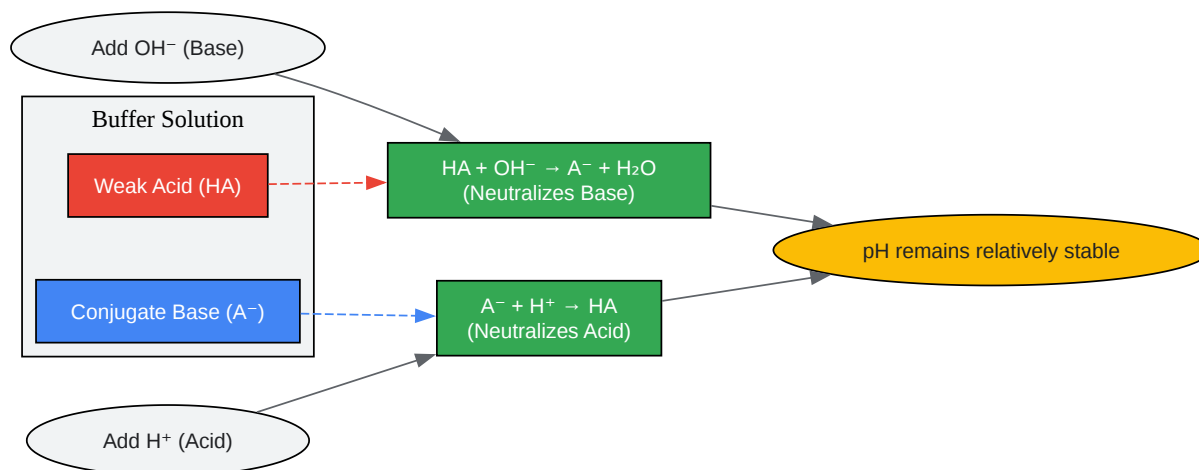 Add OH⁻ (Base)
Buffer Solution
Weak Acid (HA)
HA + OH⁻ → A⁻ + H₂O
(Neutralizes Base)
pH remains relatively stable
Conjugate Base (A⁻)
A⁻ + H⁺ → HA
(Neutralizes Acid)
Add H⁺ (Acid)